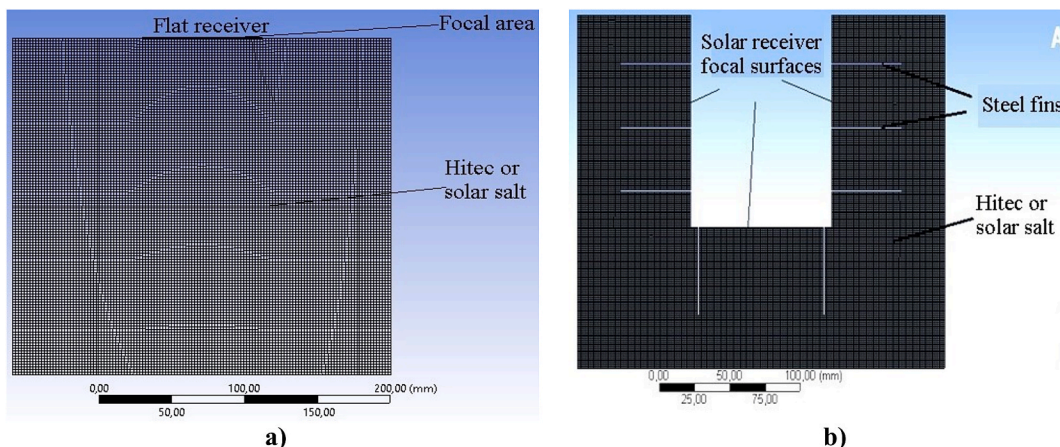 Flat receiver
Focal area
Hitec or
solar salt
0,00
100,00
200,00 (mm)
50,00
150,00
a)
A
Solar receiver
focal surfaces
Steel fins
Hitec or
solar salt
0,00
50,00
100,00 (mm)
25,00
75,00
b)